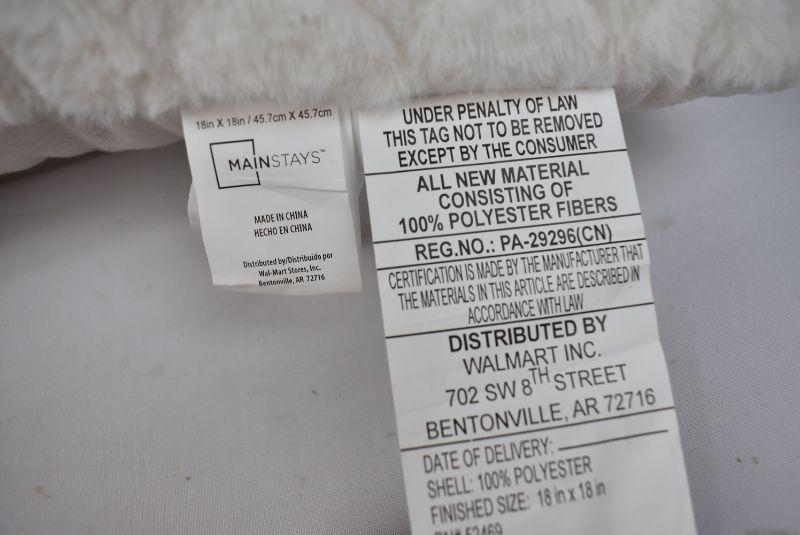 18in X 18in / 45.7cm X 45.7cm
MAINSTAYS™
MADE IN CHINA
HECHO EN CHINA
Distributed by/Distribuido por
Wal-Mart Stores, Inc.
Bentonville, AR 72716
UNDER PENALTY OF LAW
THIS TAG NOT TO BE REMOVED
EXCEPT BY THE CONSUMER
ALL NEW MATERIAL
CONSISTING OF
100% POLYESTER FIBERS
REG.NO.: PA-29296(CN)
CERTIFICATION IS MADE BY THE MANUFACTURER THAT
THE MATERIALS IN THIS ARTICLE ARE DESCRIBED IN
ACCORDANCE WITH LAW
DISTRIBUTED BY
WALMART INC.
702 SW 8TH STREET
BENTONVILLE, AR 72716
DATE OF DELIVERY:
SHELL: 100% POLYESTER
FINISHED SIZE: 18 in x 18 in
RN# 52469